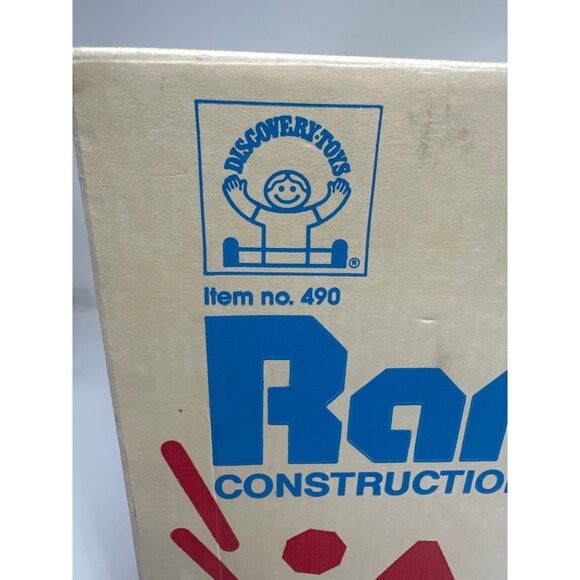 DISCOVERY-TOYS
®
Item no. 490
Ra
CONSTRUCTIO